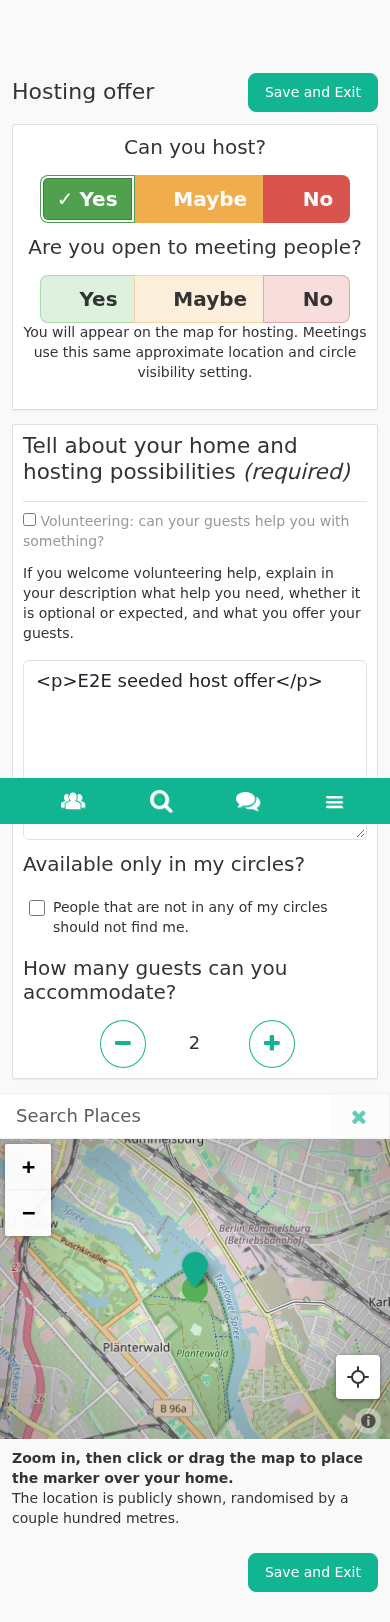 Hosting offer
Save and Exit
Can you host?
✓ Yes
Maybe
No
Are you open to meeting people?
Yes
Maybe
No
You will appear on the map for hosting. Meetings
use this same approximate location and circle
visibility setting.
Tell about your home and
hosting possibilities (required)
Volunteering: can your guests help you with
something?
If you welcome volunteering help, explain in
your description what help you need, whether it
is optional or expected, and what you offer your
guests.
<p>E2E seeded host offer</p>
Available only in my circles?
People that are not in any of my circles
should not find me.
How many guests can you
accommodate?
2
Search Places
Rummelsburg
+
−
Berlin-Rummelsburg
(Betriebsbahnhof)
Puschkinallee
27
Treptower Spree
Plänterwald
Plänterwald
26
B 96a
Zoom in, then click or drag the map to place
the marker over your home.
The location is publicly shown, randomised by a
couple hundred metres.
Save and Exit